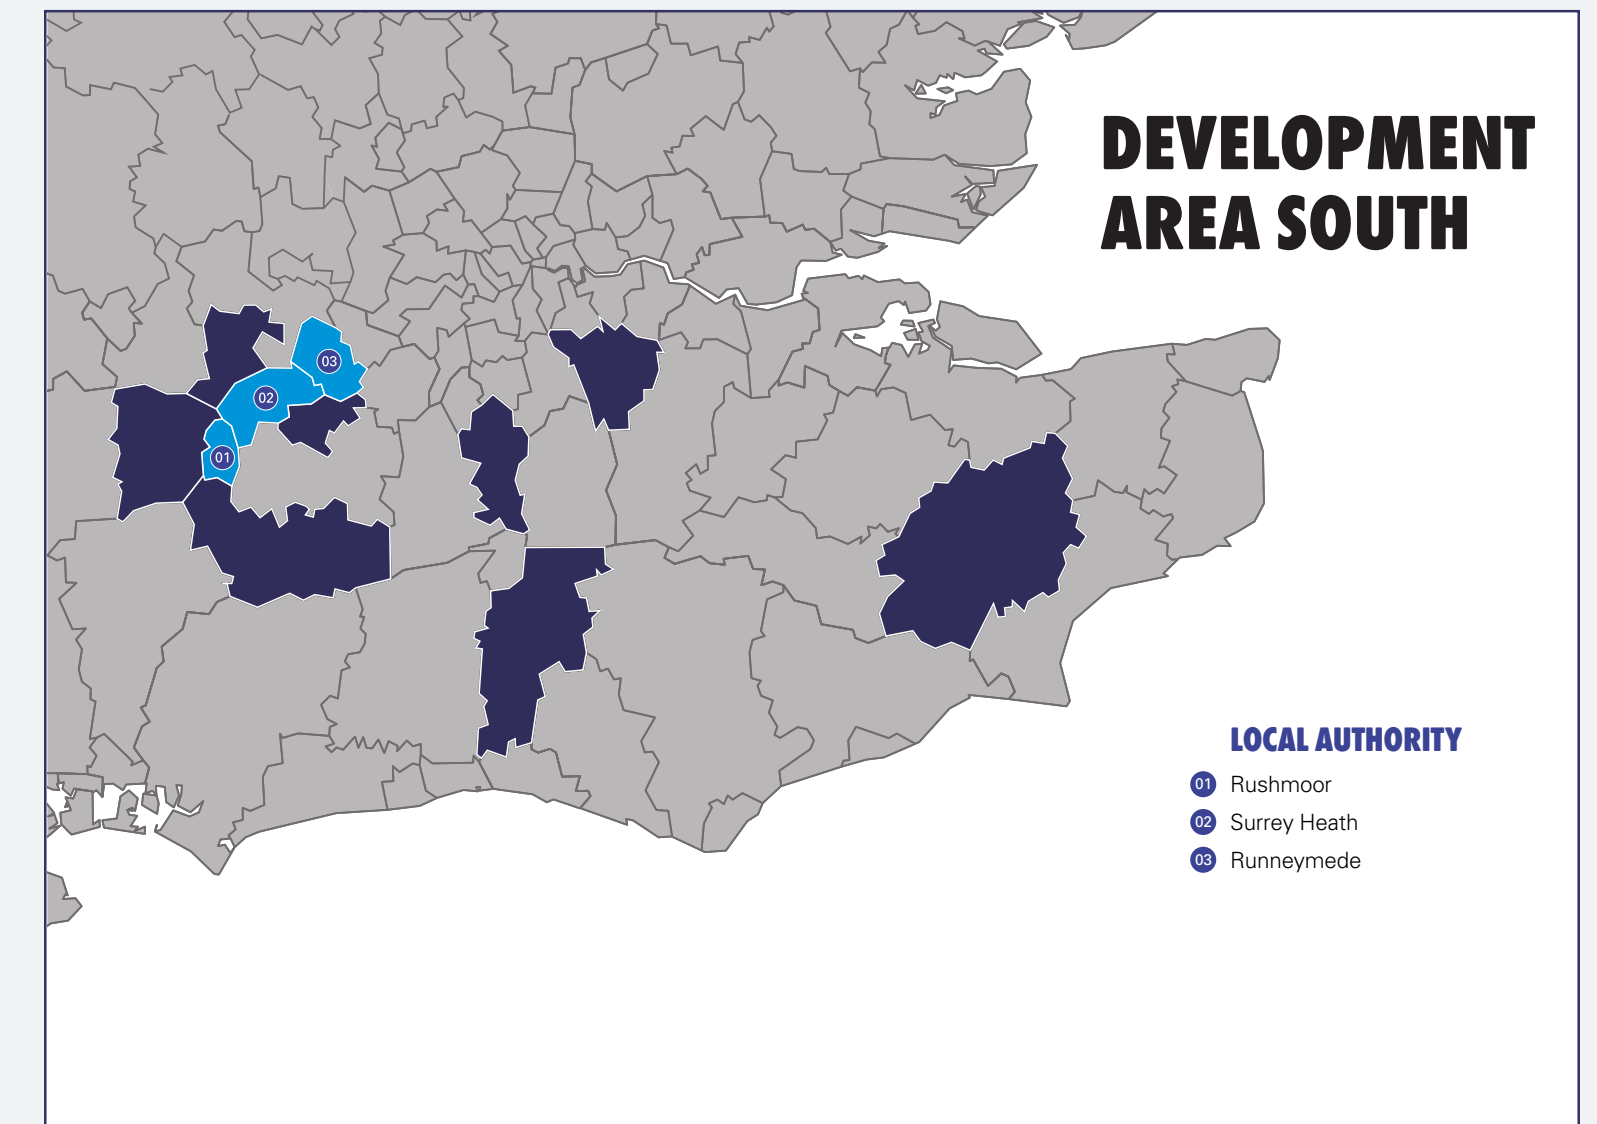 DEVELOPMENT
AREA SOUTH
03
02
01
LOCAL AUTHORITY
01 Rushmoor
02 Surrey Heath
03 Runneymede